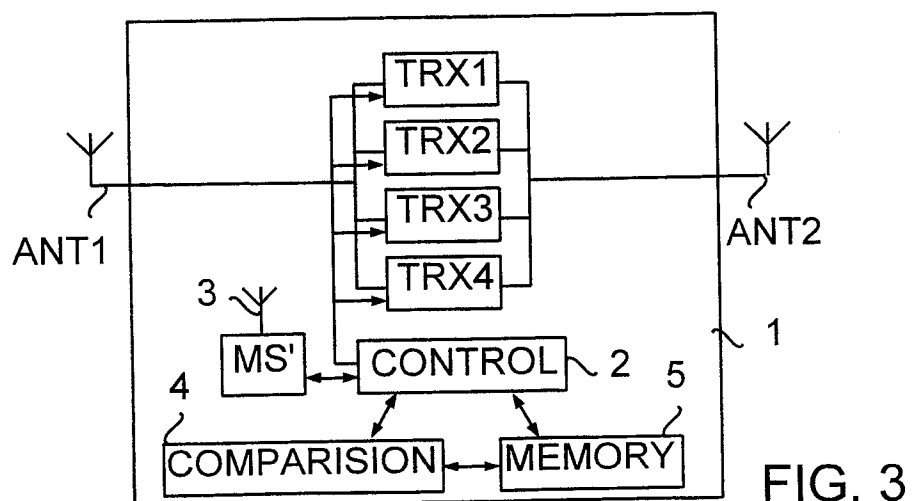 TRX1
TRX2
TRX3
TRX4
ANT1
ANT2
3
MS'
CONTROL
2
1
4
5
COMPARISION
MEMORY
FIG. 3